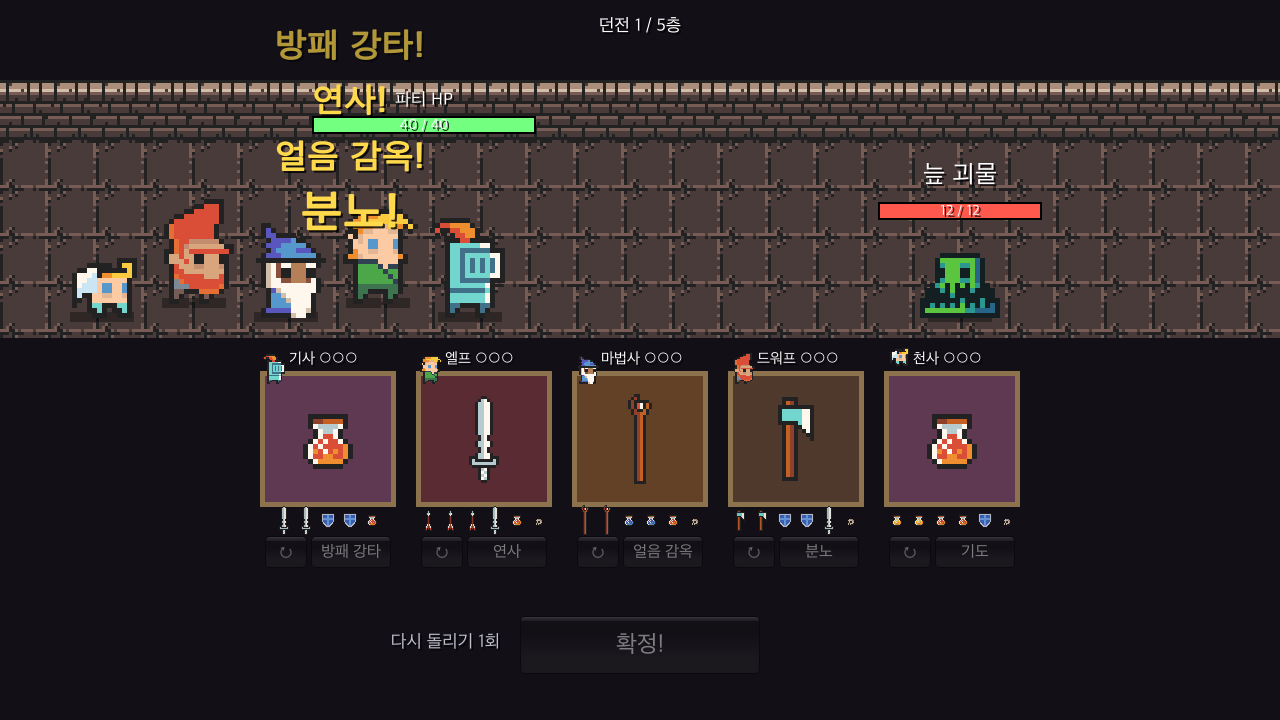 던전 1 / 5층
방패 강타!
연사!
파티 HP
40 / 40
얼음 감옥!
분노!
늪 괴물
12 / 12
기사 ○○○
엘프 ○○○
마법사 ○○○
드워프 ○○○
천사 ○○○
↻ 방패 강타
↻ 연사
↻ 얼음 감옥
↻ 분노
↻ 기도
다시 돌리기 1회
확정!